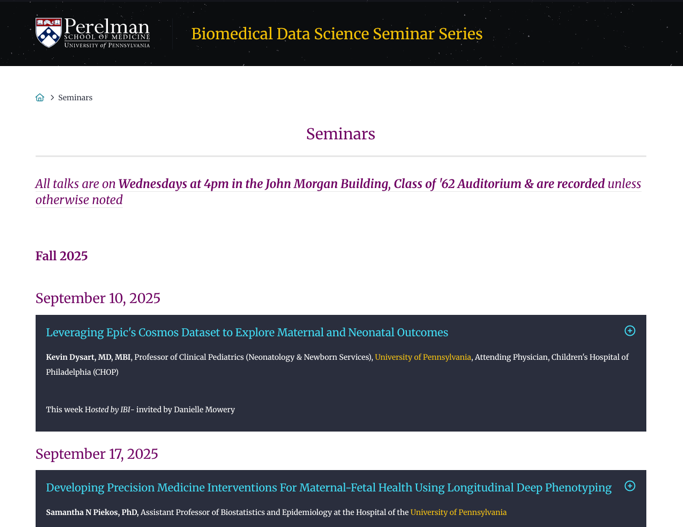 Perelman
SCHOOL OF MEDICINE
UNIVERSITY of PENNSYLVANIA
Biomedical Data Science Seminar Series
Seminars
Seminars
All talks are on Wednesdays at 4pm in the John Morgan Building, Class of '62 Auditorium & are recorded unless
otherwise noted
Fall 2025
September 10, 2025
Leveraging Epic's Cosmos Dataset to Explore Maternal and Neonatal Outcomes
Kevin Dysart, MD, MBI, Professor of Clinical Pediatrics (Neonatology & Newborn Services), University of Pennsylvania, Attending Physician, Children's Hospital of
Philadelphia (CHOP)
This week Hosted by IBI- invited by Danielle Mowery
September 17, 2025
Developing Precision Medicine Interventions For Maternal-Fetal Health Using Longitudinal Deep Phenotyping
Samantha N Piekos, PhD, Assistant Professor of Biostatistics and Epidemiology at the Hospital of the University of Pennsylvania